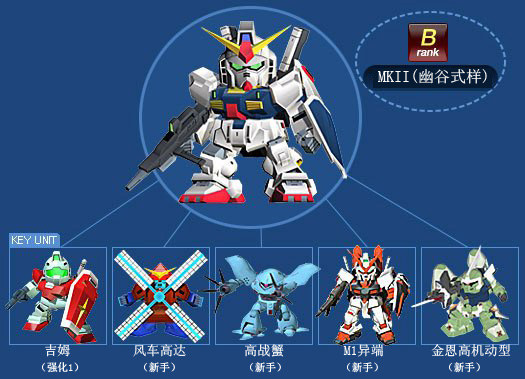 B
rank
MKII(幽谷式样)
KEY UNIT
吉姆
(强化1)
风车高达
(新手)
高战蟹
(新手)
M1异端
(新手)
金恩高机动型
(新手)